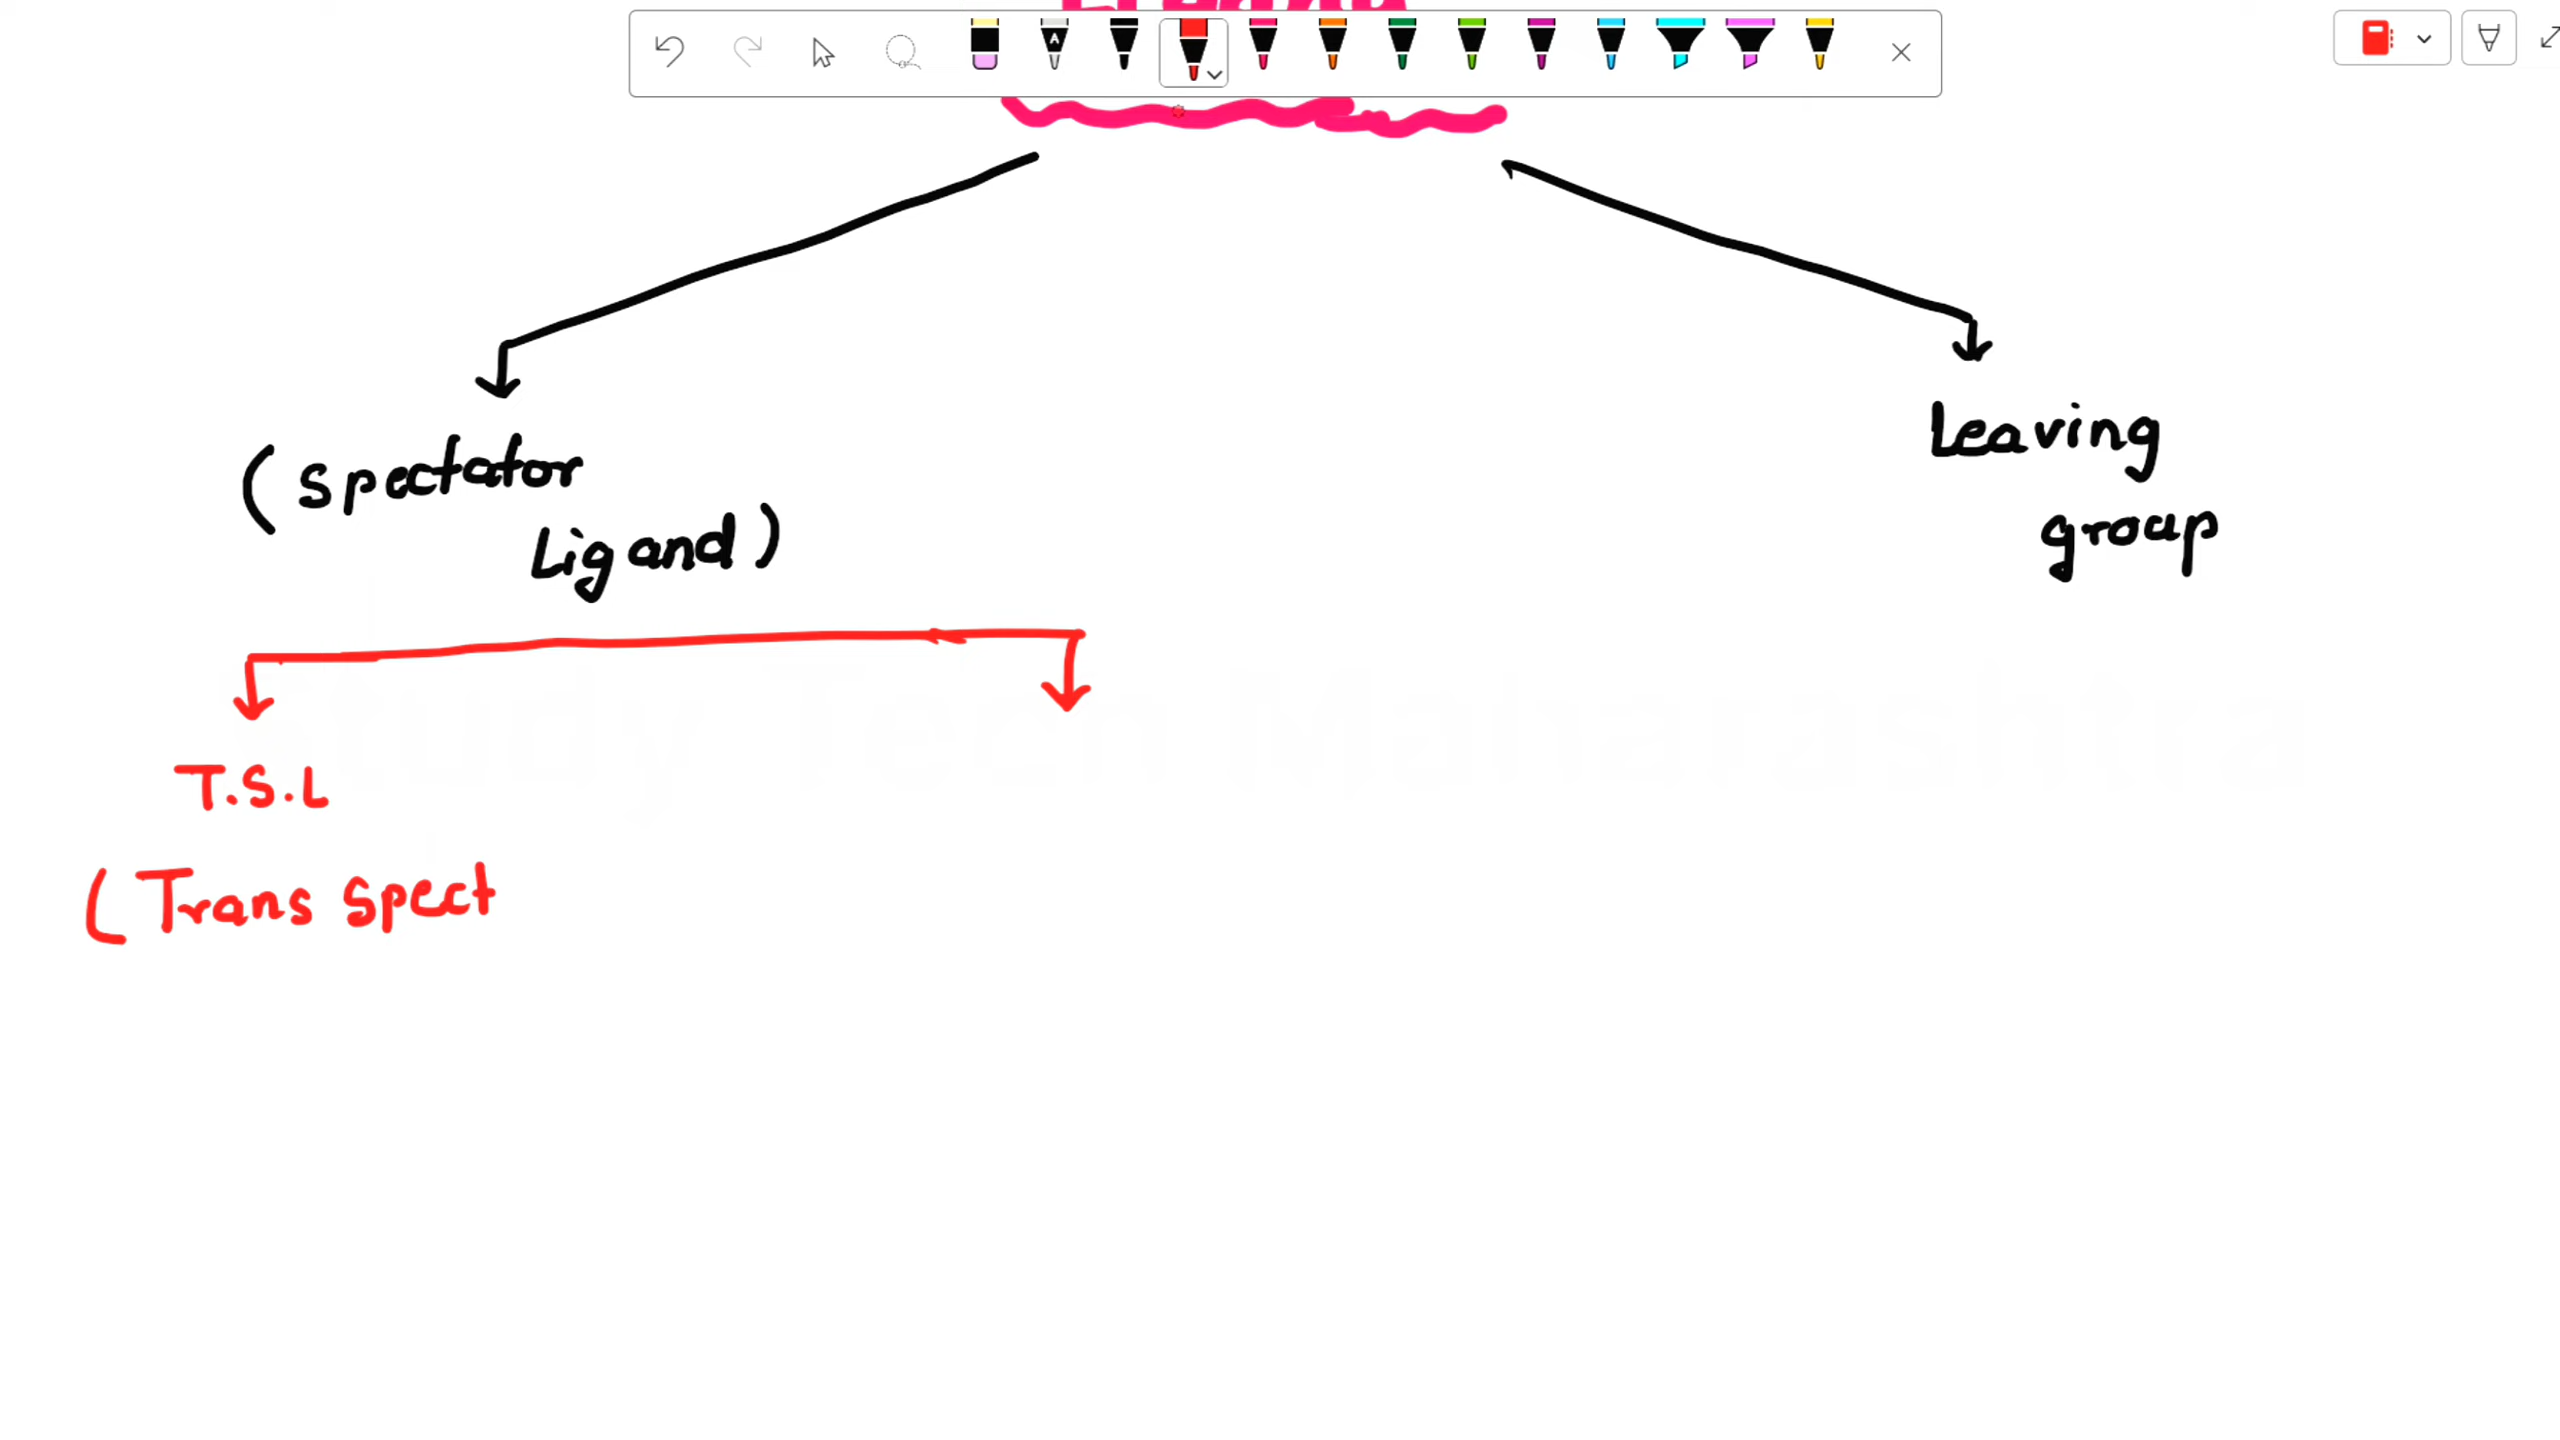 (Spectator
Ligand)
Leaving
group
T.S.L
(Trans Spect